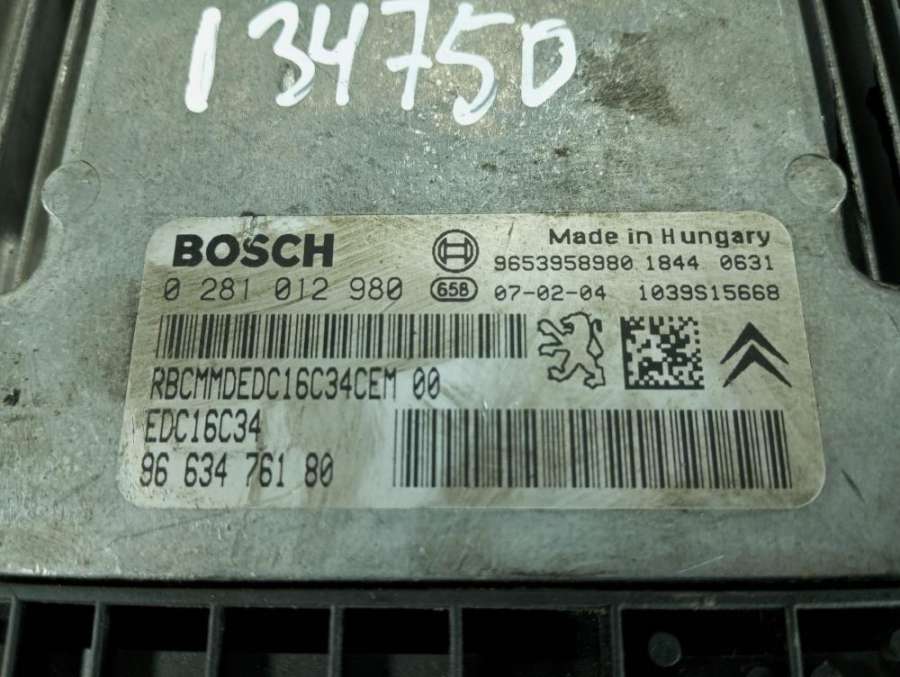 134750
BOSCH
Made in Hungary
9653958980 1844 0631
0 281 012 980
G5B 07-02-04 1039S15668
RBCMMDEDC16C34CEM 00
EDC16C34
96 634 761 80